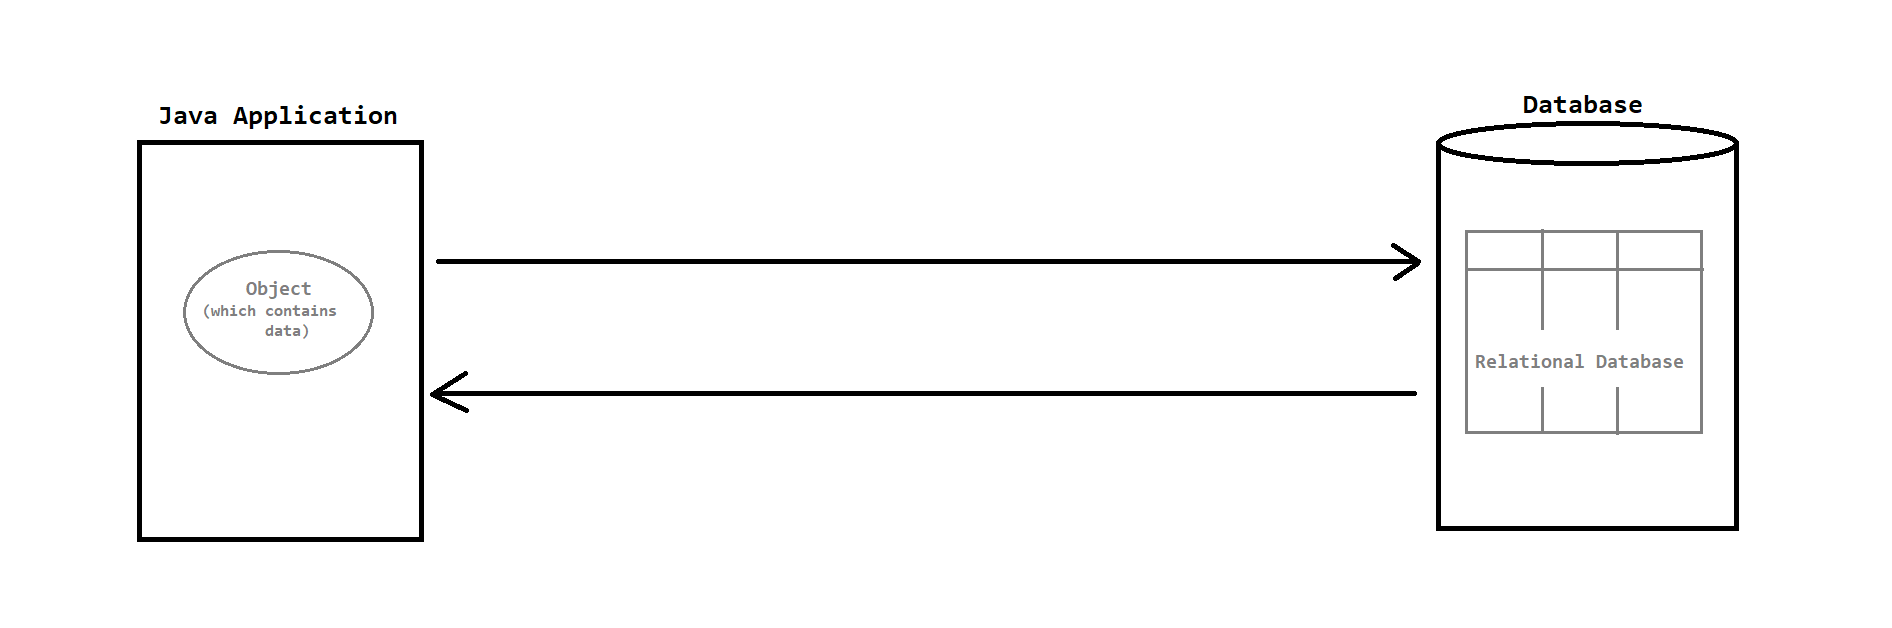 Java Application
Database
Object
(which contains
data)
Relational Database